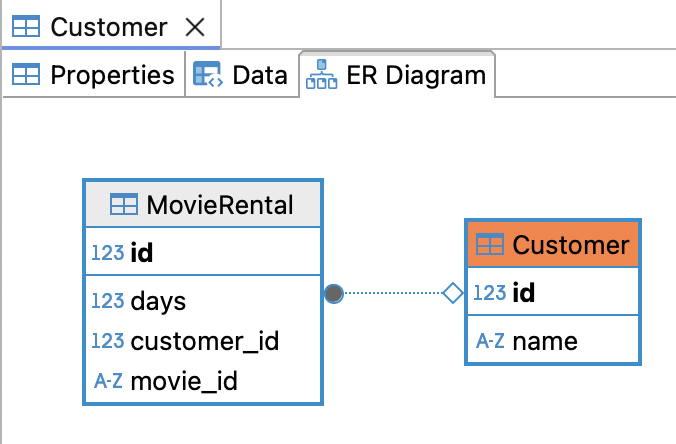 Customer
Properties
Data
ER Diagram
MovieRental
123 id
123 days
123 customer_id
A-Z movie_id
Customer
123 id
A-Z name